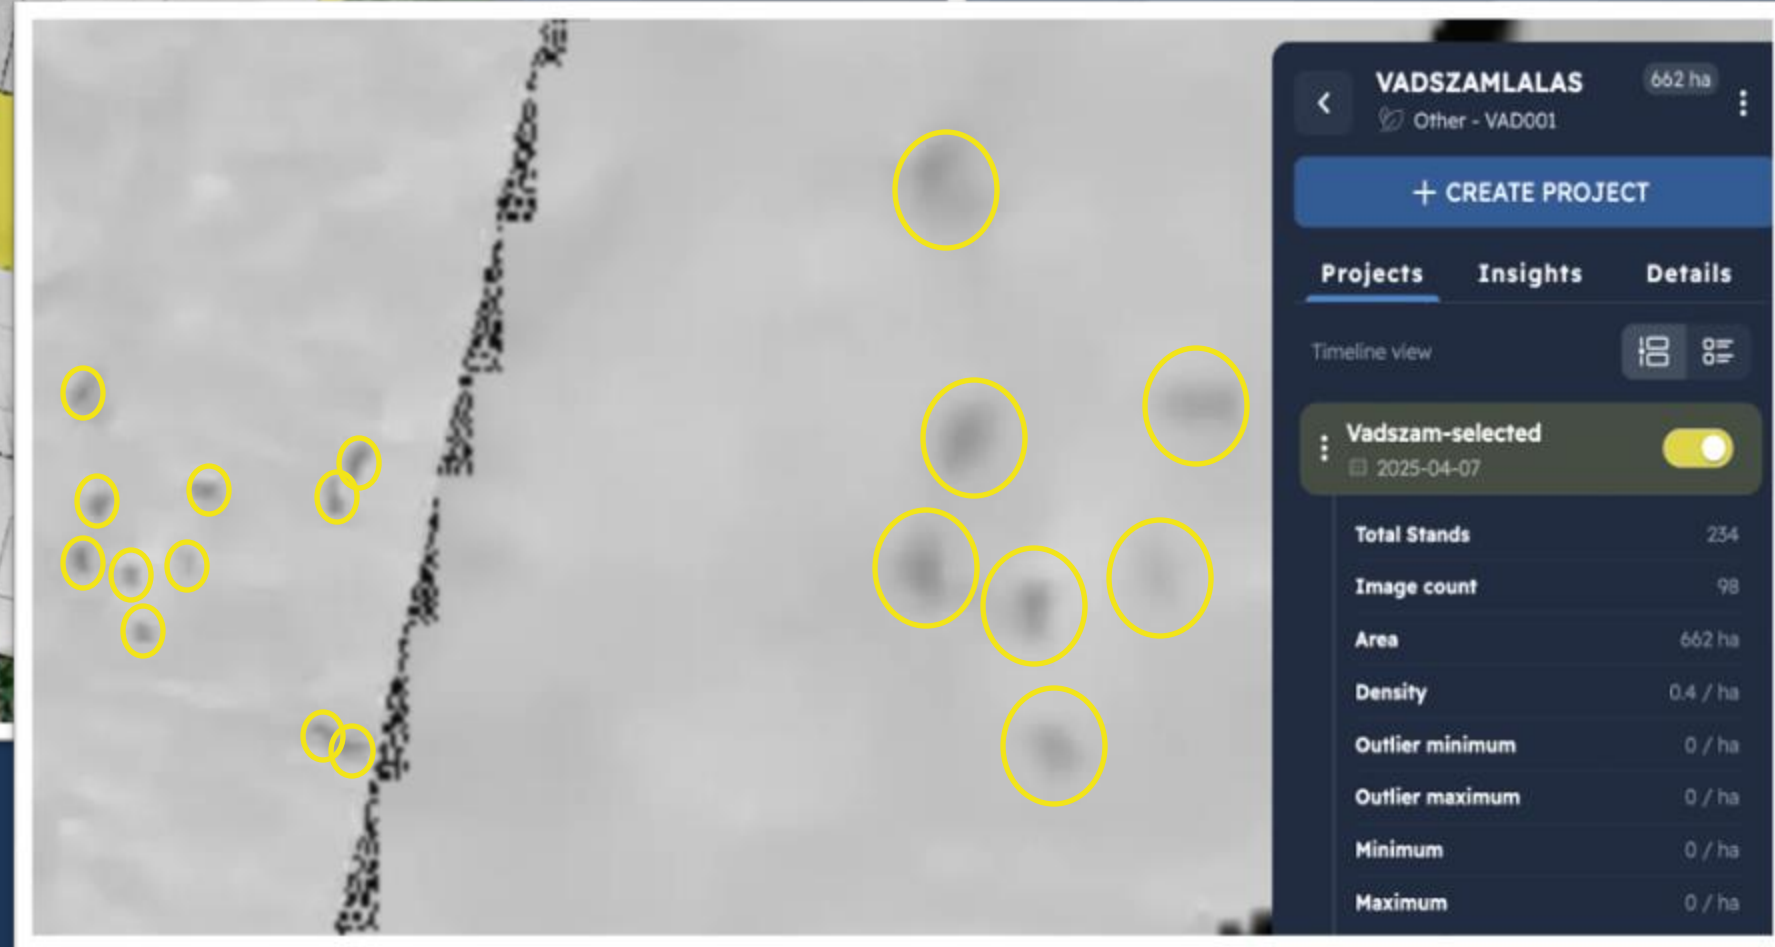 VADSZAMLALAS
662 ha
Other - VAD001
+ CREATE PROJECT
Projects Insights Details
Timeline view
Vadszam-selected
2025-04-07
Total Stands 234
Image count 98
Area 662 ha
Density 0.4 / ha
Outlier minimum 0 / ha
Outlier maximum 0 / ha
Minimum 0 / ha
Maximum 0 / ha